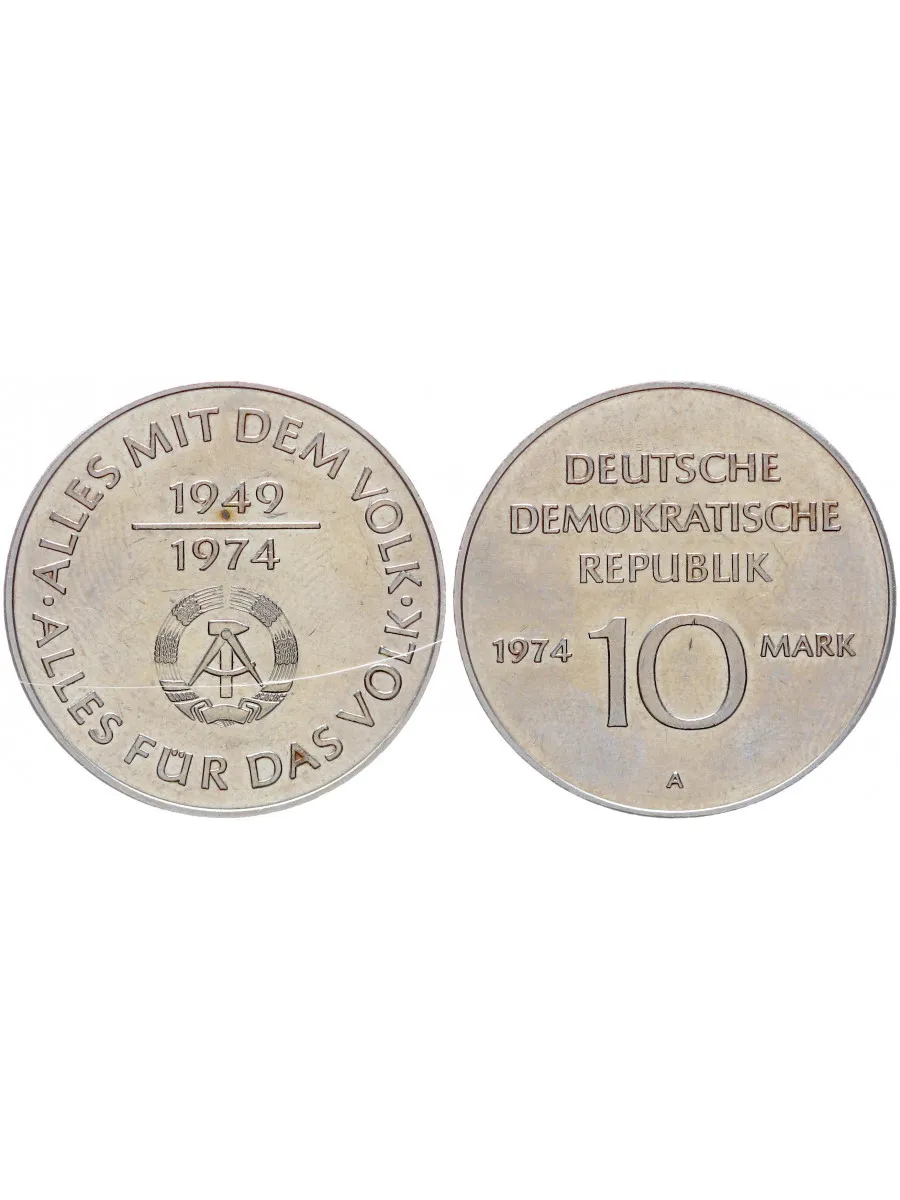 · ALLES MIT DEM VOLK · ALLES FÜR DAS VOLK
1949
1974
DEUTSCHE
DEMOKRATISCHE
REPUBLIK
1974 10 MARK
A